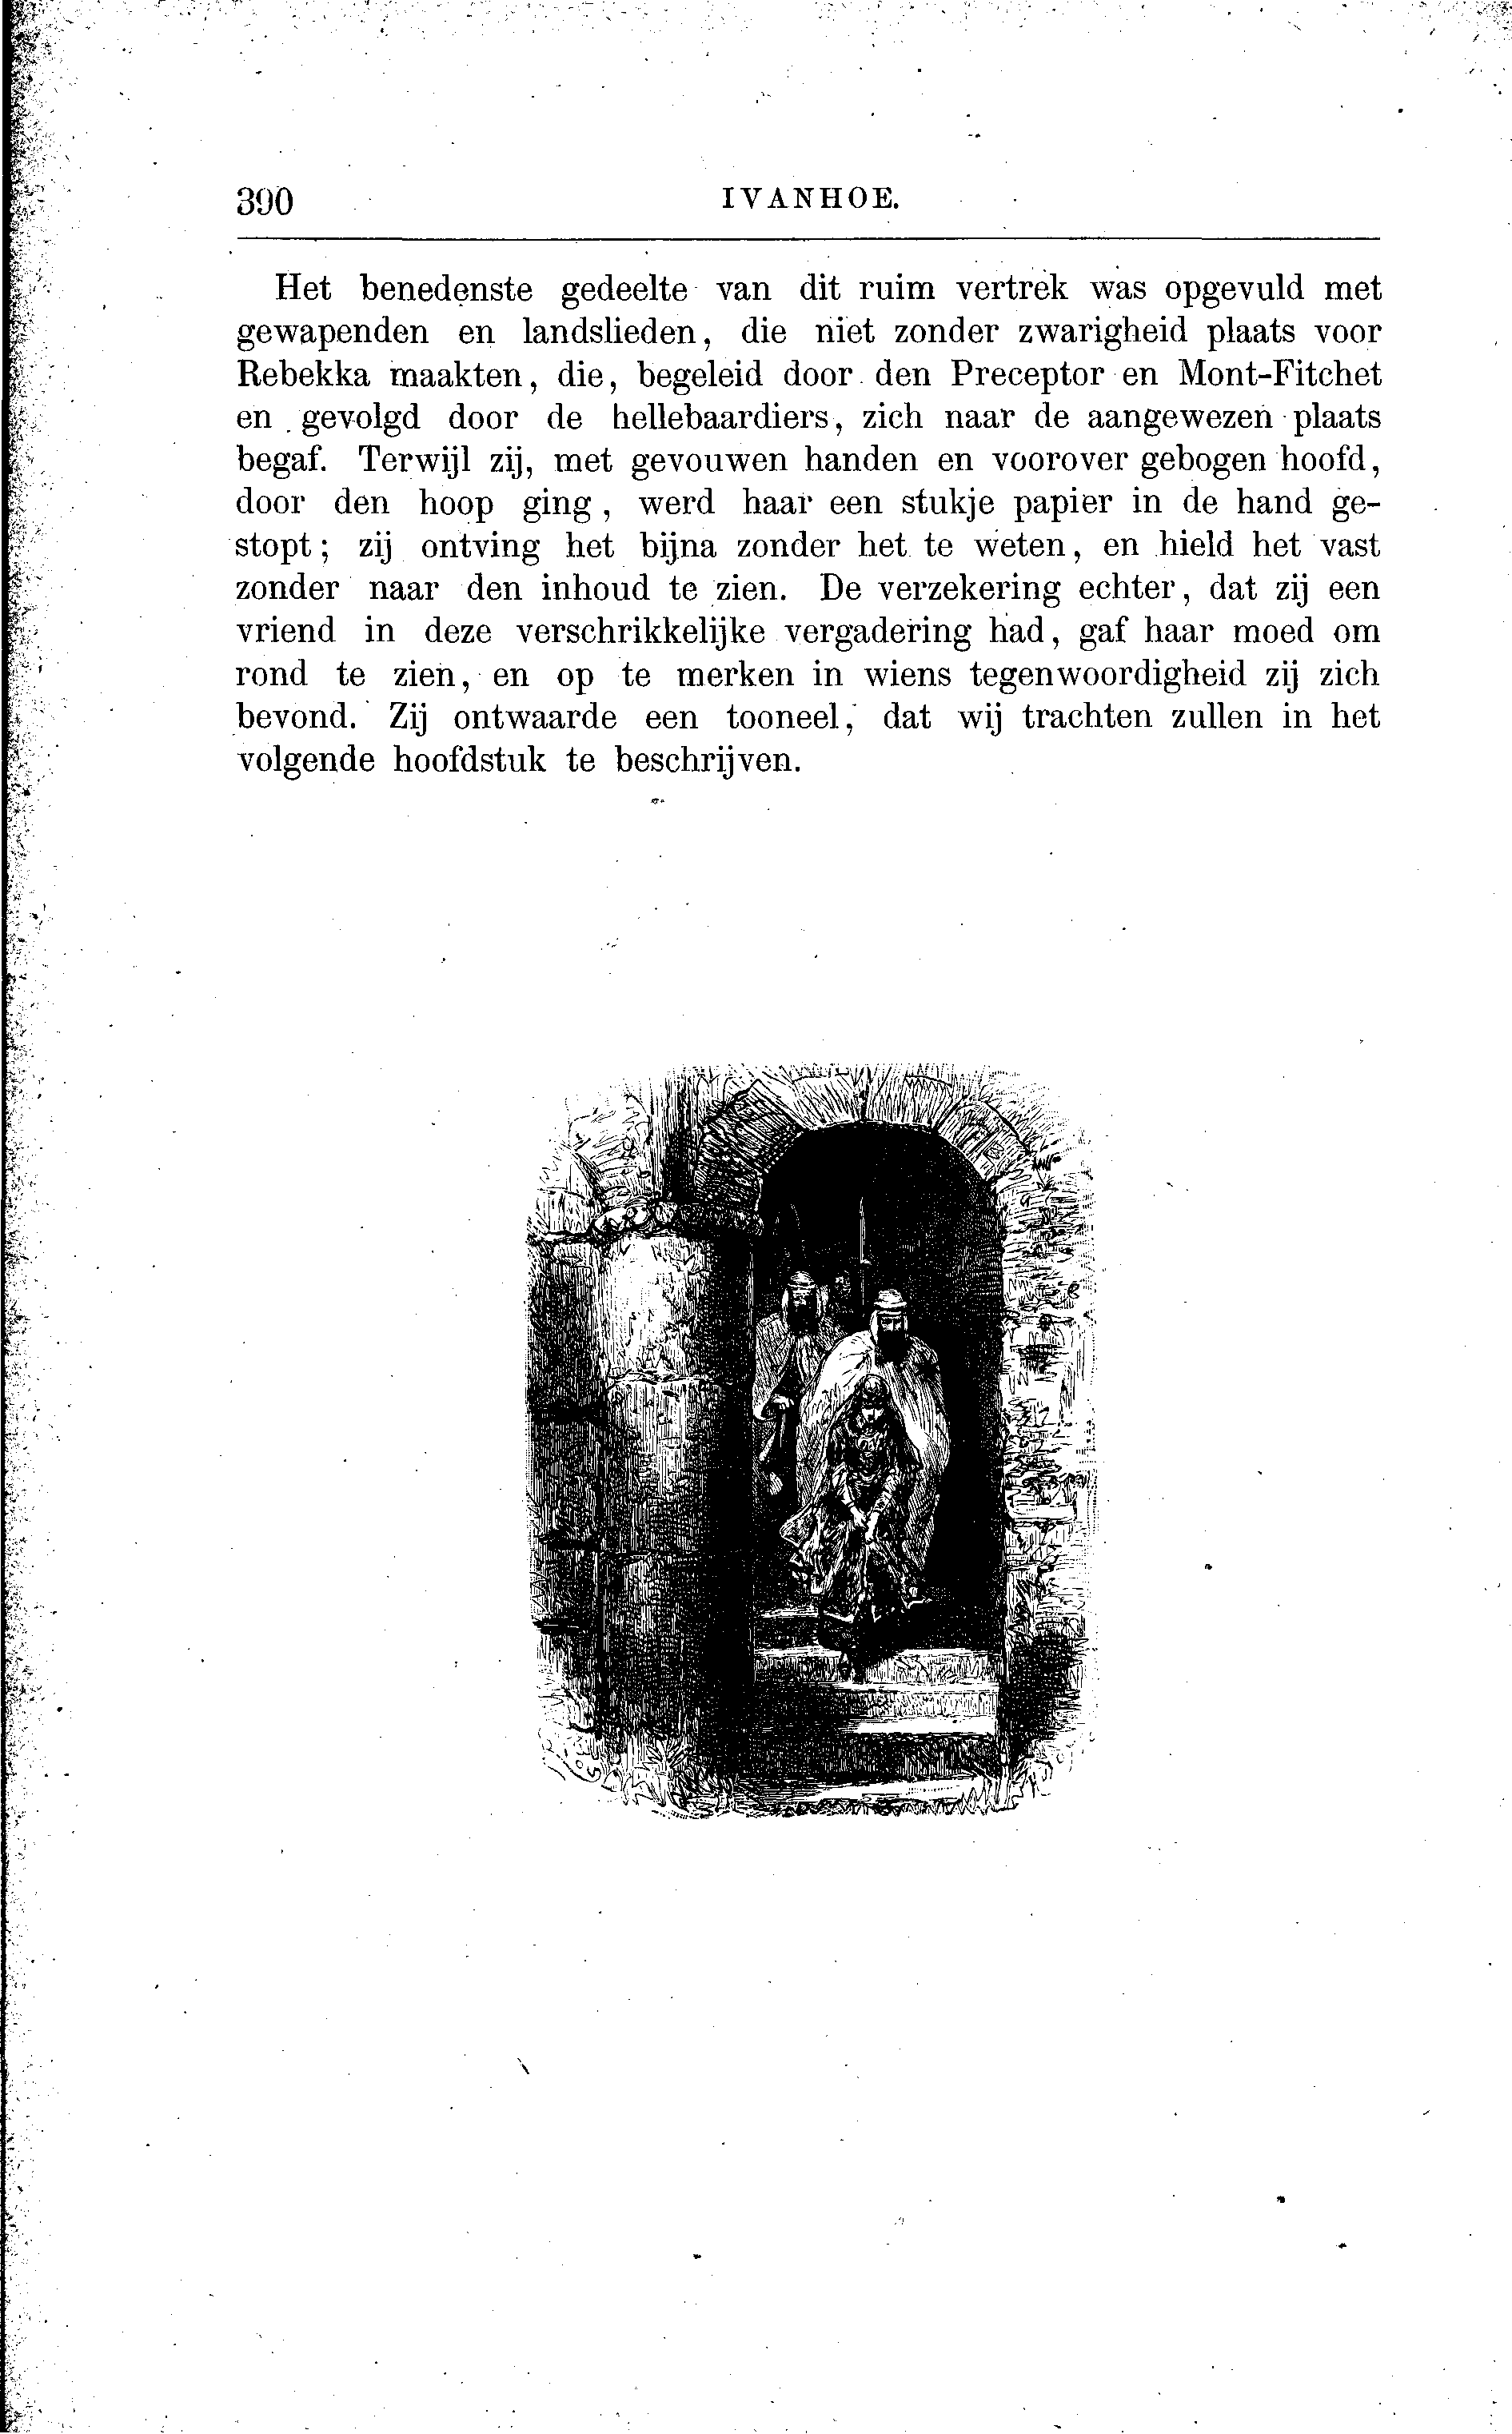 390
IVANHOE.
Het benedenste gedeelte van dit ruim vertrek was opgevuld met
gewapenden en landslieden, die niet zonder zwarigheid plaats voor
Rebekka maakten, die, begeleid door den Preceptor en Mont-Fitchet
en gevolgd door de hellebaardiers, zich naar de aangewezen plaats
begaf. Terwijl zij, met gevouwen handen en voorover gebogen hoofd,
door den hoop ging, werd haar een stukje papier in de hand ge-
stopt; zij ontving het bijna zonder het te weten, en hield het vast
zonder naar den inhoud te zien. De verzekering echter, dat zij een
vriend in deze verschrikkelijke vergadering had, gaf haar moed om
rond te zien, en op te merken in wiens tegenwoordigheid zij zich
bevond. Zij ontwaarde een tooneel, dat wij trachten zullen in het
volgende hoofdstuk te beschrijven.